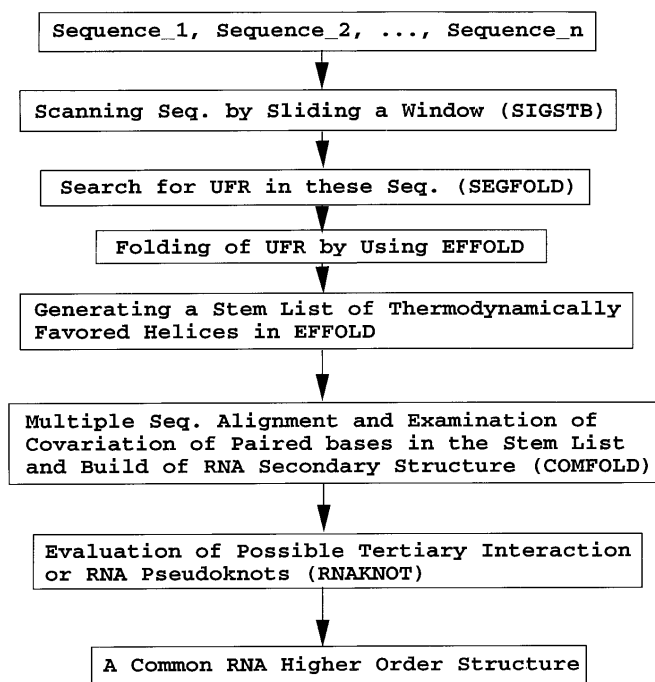 Sequence_1, Sequence_2, ..., Sequence_n
Scanning Seq. by Sliding a Window (SIGSTB)
Search for UFR in these Seq. (SEGFOLD)
Folding of UFR by Using EFFOLD
Generating a Stem List of Thermodynamically
Favored Helices in EFFOLD
Multiple Seq. Alignment and Examination of
Covariation of Paired bases in the Stem List
and Build of RNA Secondary Structure (COMFOLD)
Evaluation of Possible Tertiary Interaction
or RNA Pseudoknots (RNAKNOT)
A Common RNA Higher Order Structure